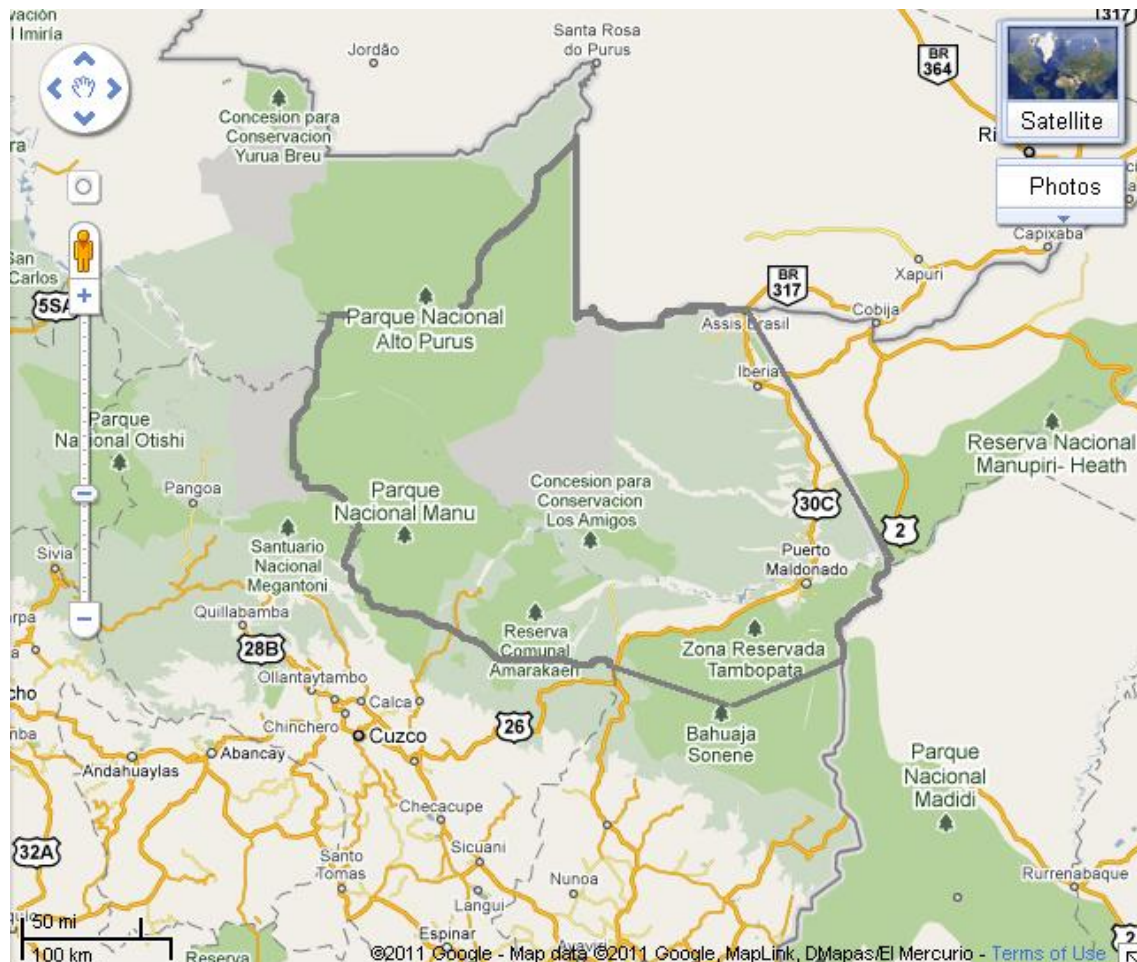 vación
l Imiría
Jordão
Santa Rosa
do Purus
1317
BR
364
Satellite
Photos
Concesion para
Conservacion
Yurua Breu
Capixaba
Xapuri
San
Carlos
5SA
BR
317
Parque Nacional
Alto Purus
Assis Brasil
Cobija
Iberia
Parque
Nacional Otishi
Reserva Nacional
Manupiri- Heath
Pangoa
Parque
Nacional Manu
Concesion para
Conservacion
Los Amigos
30C
2
Santuario
Nacional
Megantoni
Sivia
Puerto
Maldonado
Quillabamba
28B
Reserva
Comunal
Amarakaeri
Zona Reservada
Tambopata
Ollantaytambo
Calca
Chinchero
Cuzco
26
Bahuaja
Sonene
Abancay
Andahuaylas
Parque
Nacional
Madidi
Checacupe
32A
Santo
Tomas
Sicuani
Nunoa
Langui
Rurrenabaque
50 mi
100 km
Reserva
Espinar
©2011 Google - Map data ©2011 Google, MapLink, DMapas/El Mercurio - Terms of Use